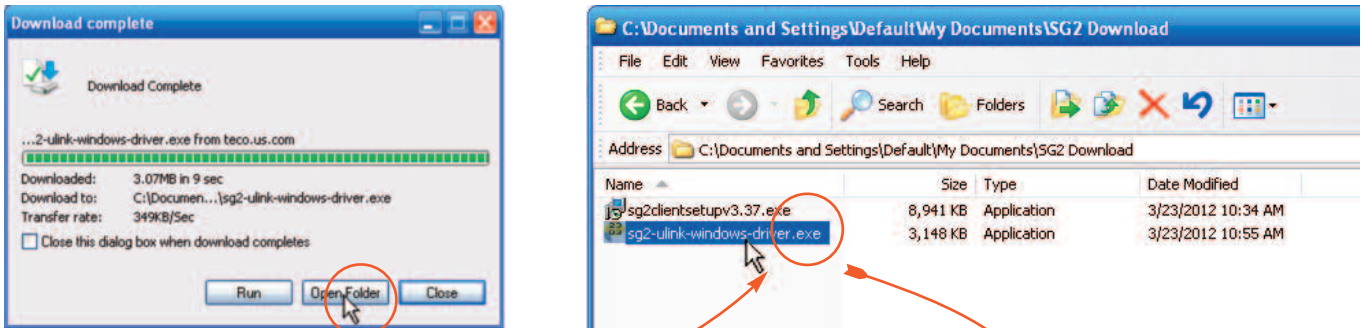 Download complete
Download Complete
...2-ulink-windows-driver.exe from teco.us.com
Downloaded: 3.07MB in 9 sec
Download to: C:\Documen...\sg2-ulink-windows-driver.exe
Transfer rate: 349KB/Sec
Close this dialog box when download completes
Run Open Folder Close
C:\Documents and Settings\Default\My Documents\SG2 Download
File Edit View Favorites Tools Help
Back Search Folders
Address C:\Documents and Settings\Default\My Documents\SG2 Download
Name Size Type Date Modified
sg2clientsetupv3.37.exe 8,941 KB Application 3/23/2012 10:34 AM
sg2-ulink-windows-driver.exe 3,148 KB Application 3/23/2012 10:55 AM